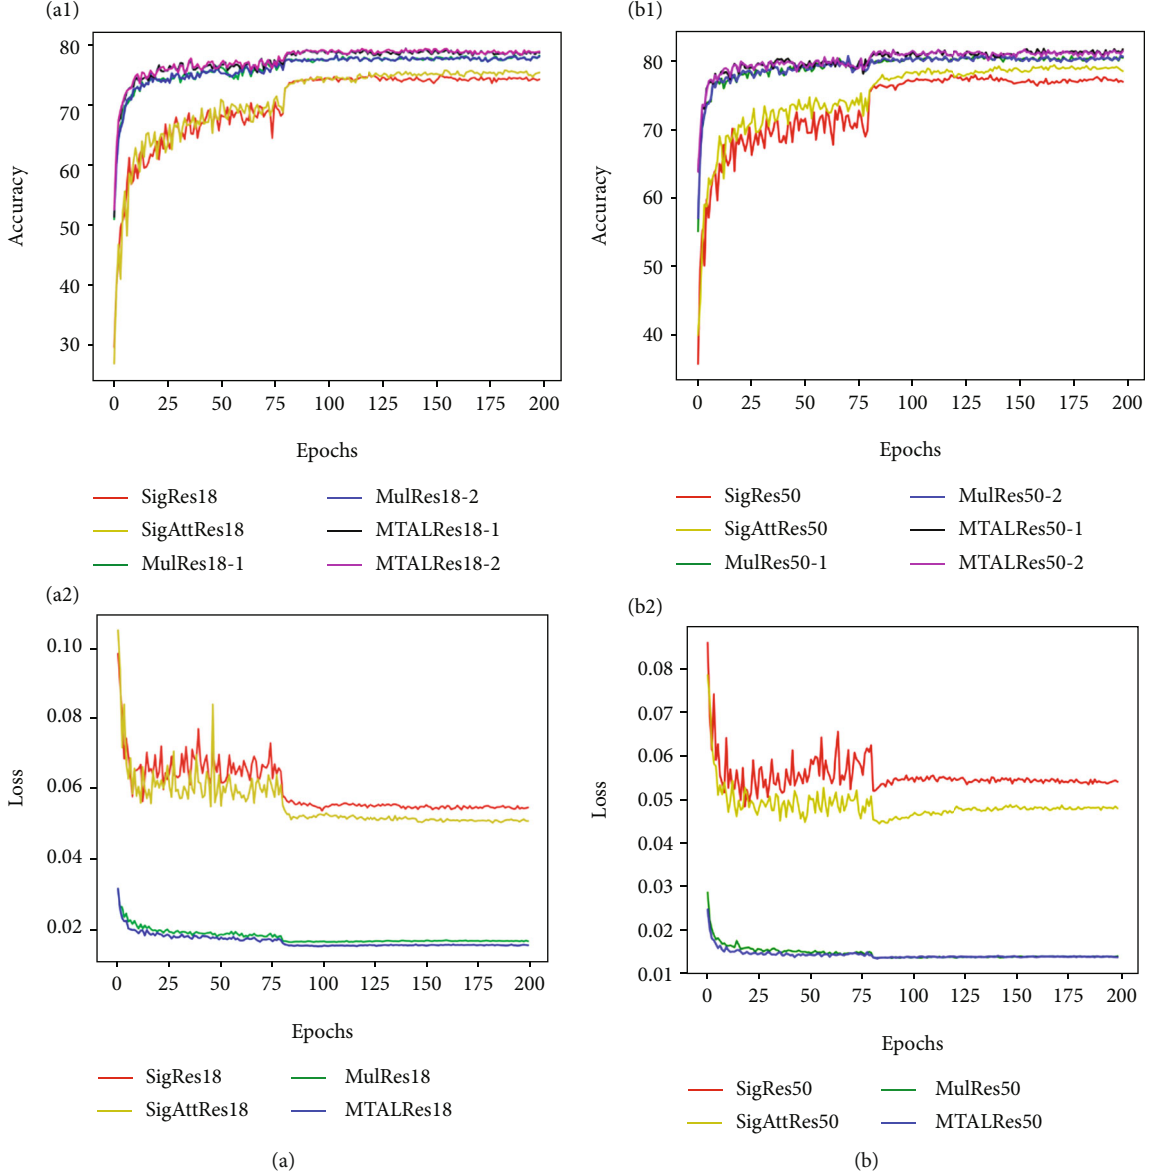 (a1)
80
70
60
50
40
30
Accuracy
0 25 50 75 100 125 150 175 200
Epochs
SigRes18
SigAttRes18
MulRes18-1
MulRes18-2
MTALRes18-1
MTALRes18-2
(b1)
80
70
60
50
40
Accuracy
0 25 50 75 100 125 150 175 200
Epochs
SigRes50
SigAttRes50
MulRes50-1
MulRes50-2
MTALRes50-1
MTALRes50-2
(a2)
0.10
0.08
0.06
0.04
0.02
Loss
0 25 50 75 100 125 150 175 200
Epochs
SigRes18
SigAttRes18
MulRes18
MTALRes18
(a)
(b2)
0.08
0.07
0.06
0.05
0.04
0.03
0.02
0.01
Loss
0 25 50 75 100 125 150 175 200
Epochs
SigRes50
SigAttRes50
MulRes50
MTALRes50
(b)